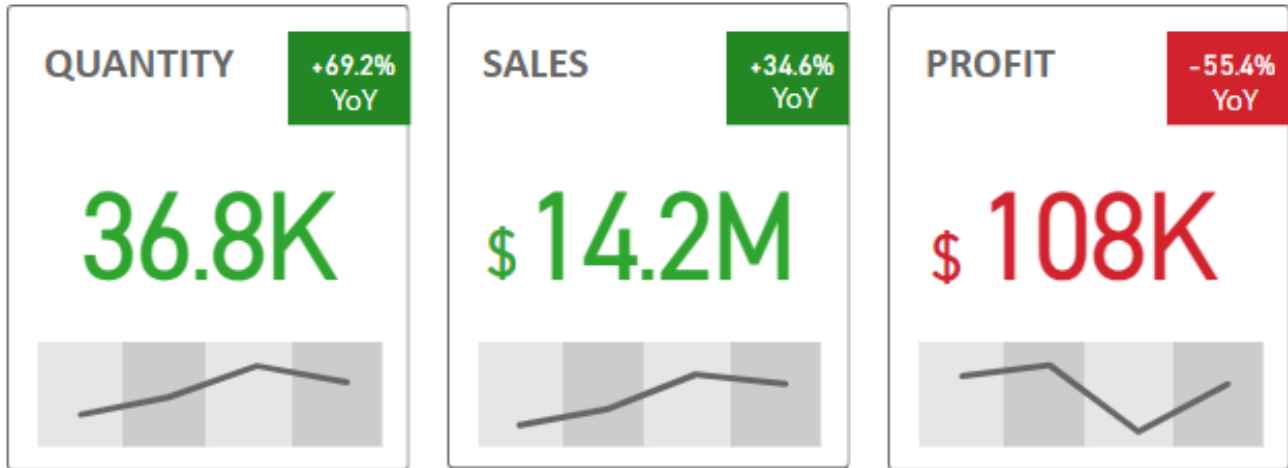 QUANTITY
+69.2%
YoY
36.8K
SALES
+34.6%
YoY
$ 14.2M
PROFIT
-55.4%
YoY
$ 108K